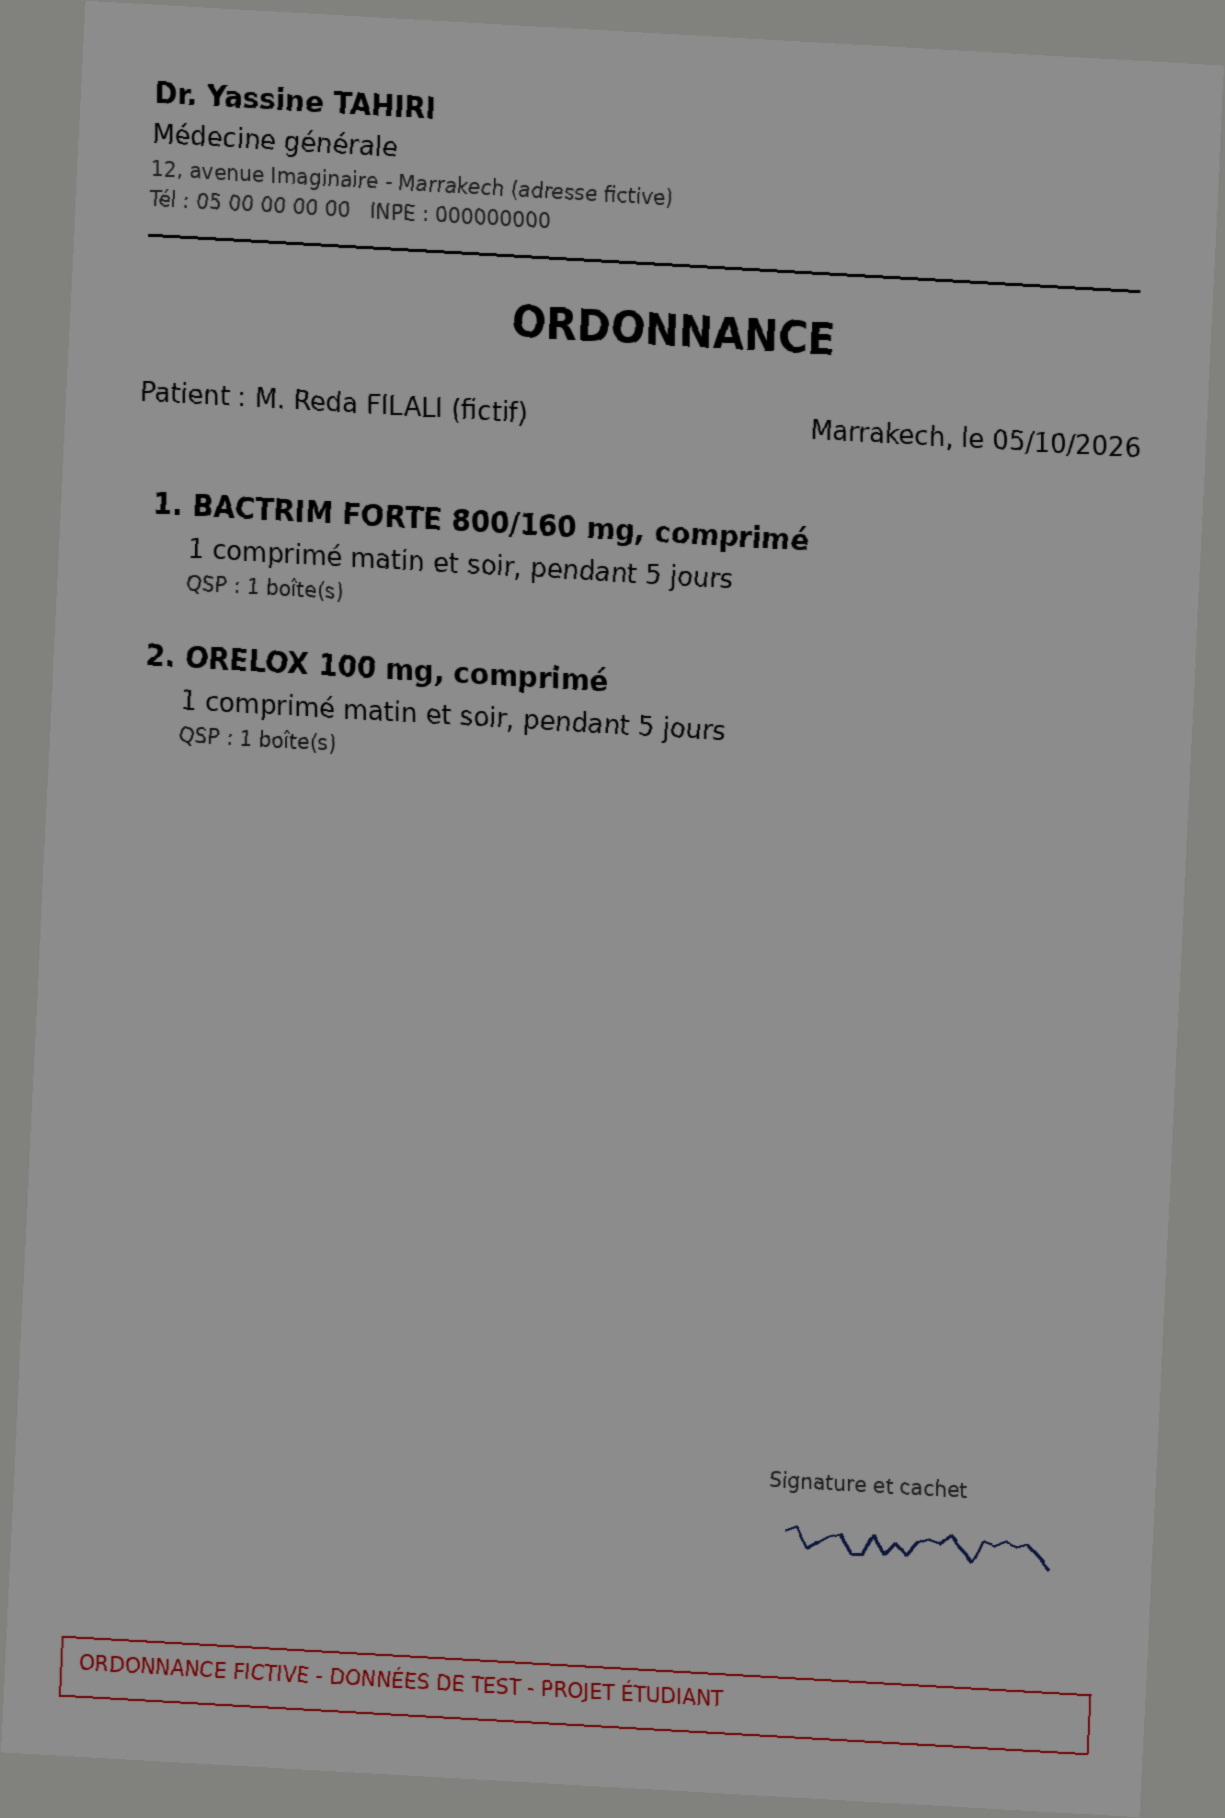 Dr. Yassine TAHIRI
Médecine générale
12, avenue Imaginaire - Marrakech (adresse fictive)
Tél : 05 00 00 00 00   INPE : 000000000
ORDONNANCE
Patient : M. Reda FILALI (fictif)
Marrakech, le 05/10/2026
1. BACTRIM FORTE 800/160 mg, comprimé
1 comprimé matin et soir, pendant 5 jours
QSP : 1 boîte(s)
2. ORELOX 100 mg, comprimé
1 comprimé matin et soir, pendant 5 jours
QSP : 1 boîte(s)
Signature et cachet
ORDONNANCE FICTIVE - DONNÉES DE TEST - PROJET ÉTUDIANT